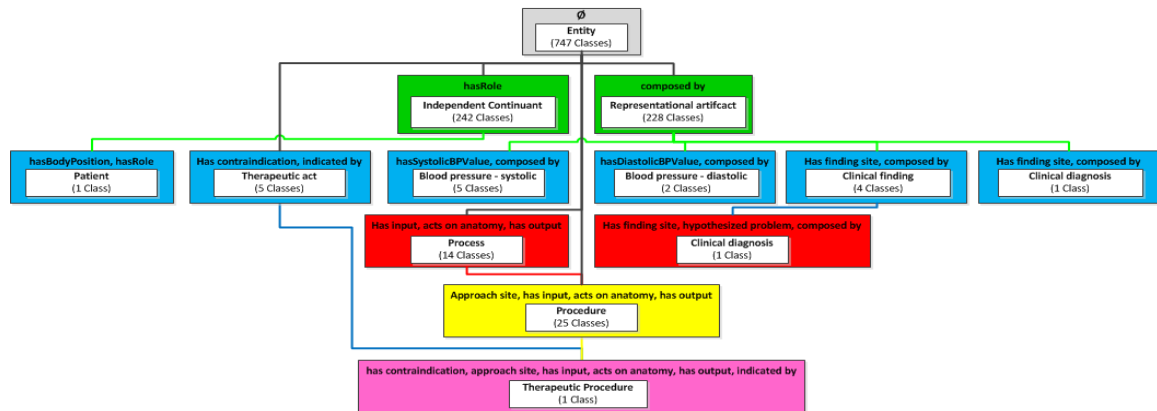 Ø
Entity
(747 Classes)
hasRole
Independent Continuant
(242 Classes)
composed by
Representational artifcact
(228 Classes)
hasBodyPosition, hasRole
Patient
(1 Class)
Has contraindication, indicated by
Therapeutic act
(5 Classes)
hasSystolicBPValue, composed by
Blood pressure - systolic
(5 Classes)
hasDiastolicBPValue, composed by
Blood pressure - diastolic
(2 Classes)
Has finding site, composed by
Clinical finding
(4 Classes)
Has finding site, composed by
Clinical diagnosis
(1 Class)
Has input, acts on anatomy, has output
Process
(14 Classes)
Has finding site, hypothesized problem, composed by
Clinical diagnosis
(1 Class)
Approach site, has input, acts on anatomy, has output
Procedure
(25 Classes)
has contraindication, approach site, has input, acts on anatomy, has output, indicated by
Therapeutic Procedure
(1 Class)